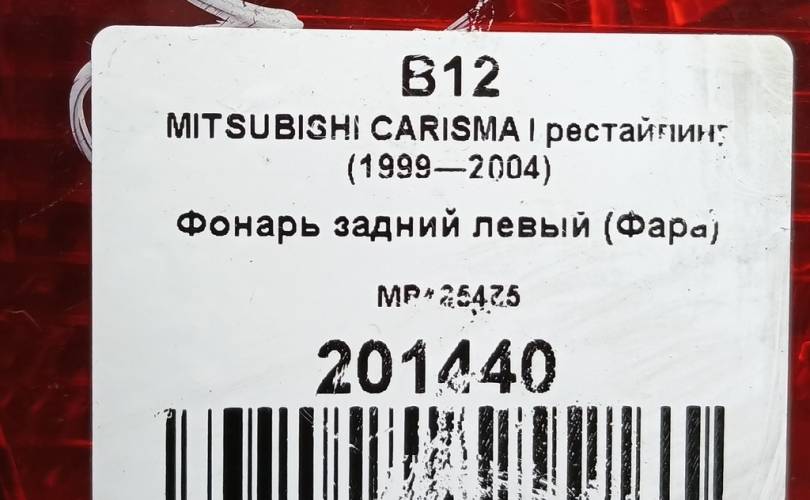 B12
MITSUBISHI CARISMA I рестайлинг
(1999—2004)
Фонарь задний левый (Фара)
201440